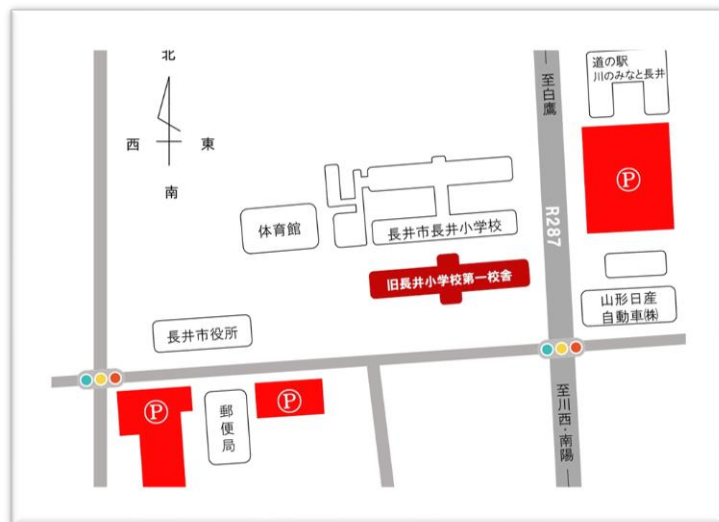 北
西
東
南
至白鷹
道の駅
川のみなと長井
Ⓟ
R287
体育館
長井市長井小学校
旧長井小学校第一校舎
山形日産
自動車㈱
長井市役所
Ⓟ
郵便局
Ⓟ
至川西・南陽